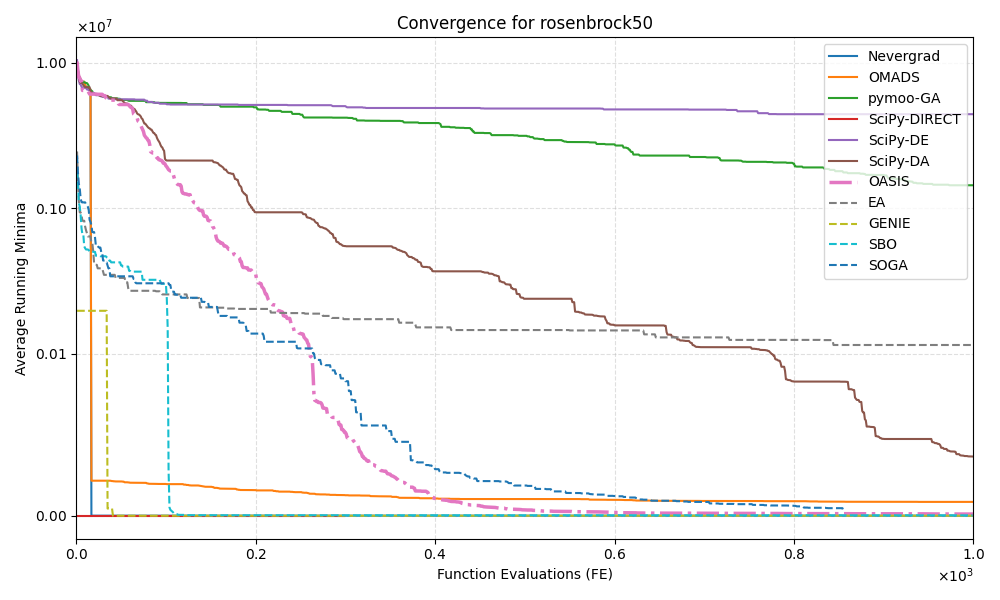 Convergence for rosenbrock50
×10⁷
1.00
0.10
0.01
0.00
Average Running Minima
0.0
0.2
0.4
0.6
0.8
1.0
Function Evaluations (FE)
×10³
Nevergrad
OMADS
pymoo-GA
SciPy-DIRECT
SciPy-DE
SciPy-DA
OASIS
EA
GENIE
SBO
SOGA